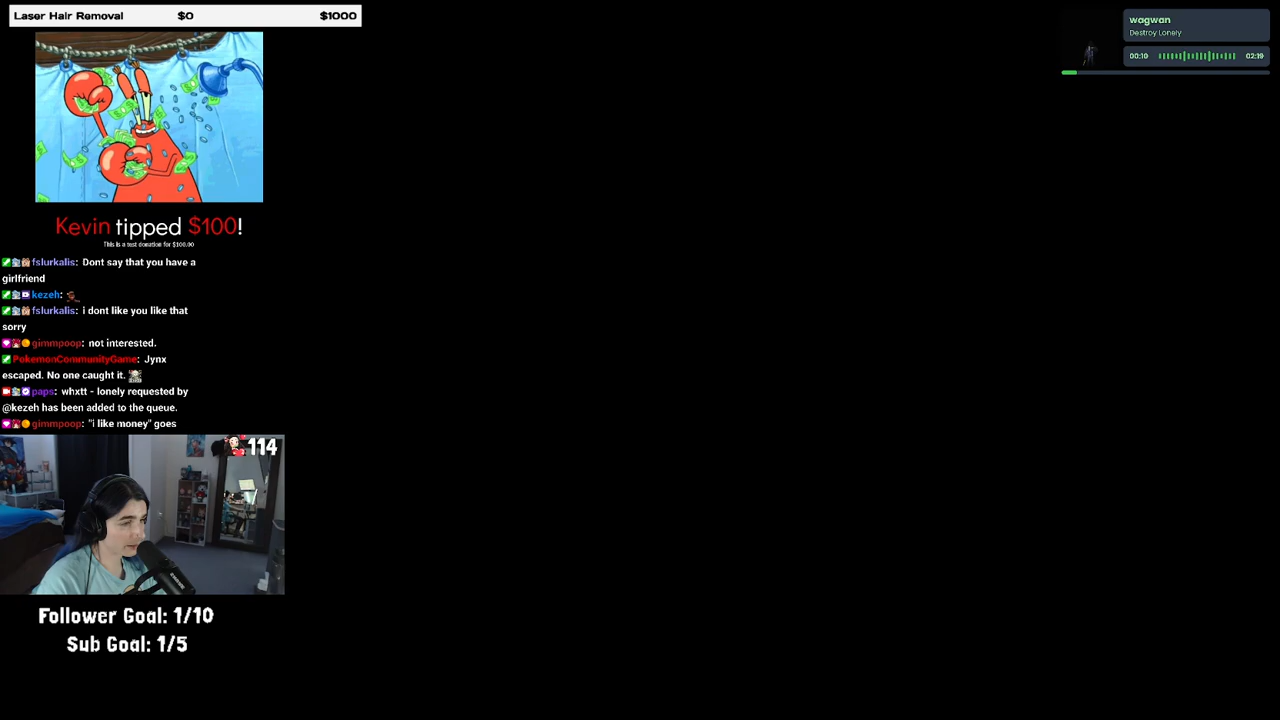 Laser Hair Removal $0 $1000
wagwan
Destroy Lonely
00:10 02:19
Kevin tipped $100!
This is a test donation for $100.00
fslurkalis: Dont say that you have a
girlfriend
kezeh:
fslurkalis: i dont like you like that
sorry
gimmpoop: not interested.
PokemonCommunityGame: Jynx
escaped. No one caught it.
paps: whxtt - lonely requested by
@kezeh has been added to the queue.
gimmpoop: "i like money" goes
114
Follower Goal: 1/10
Sub Goal: 1/5